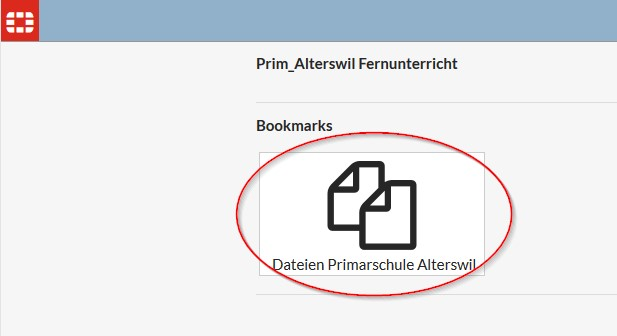 Prim_Alterswil Fernunterricht
Bookmarks
Dateien Primarschule Alterswil